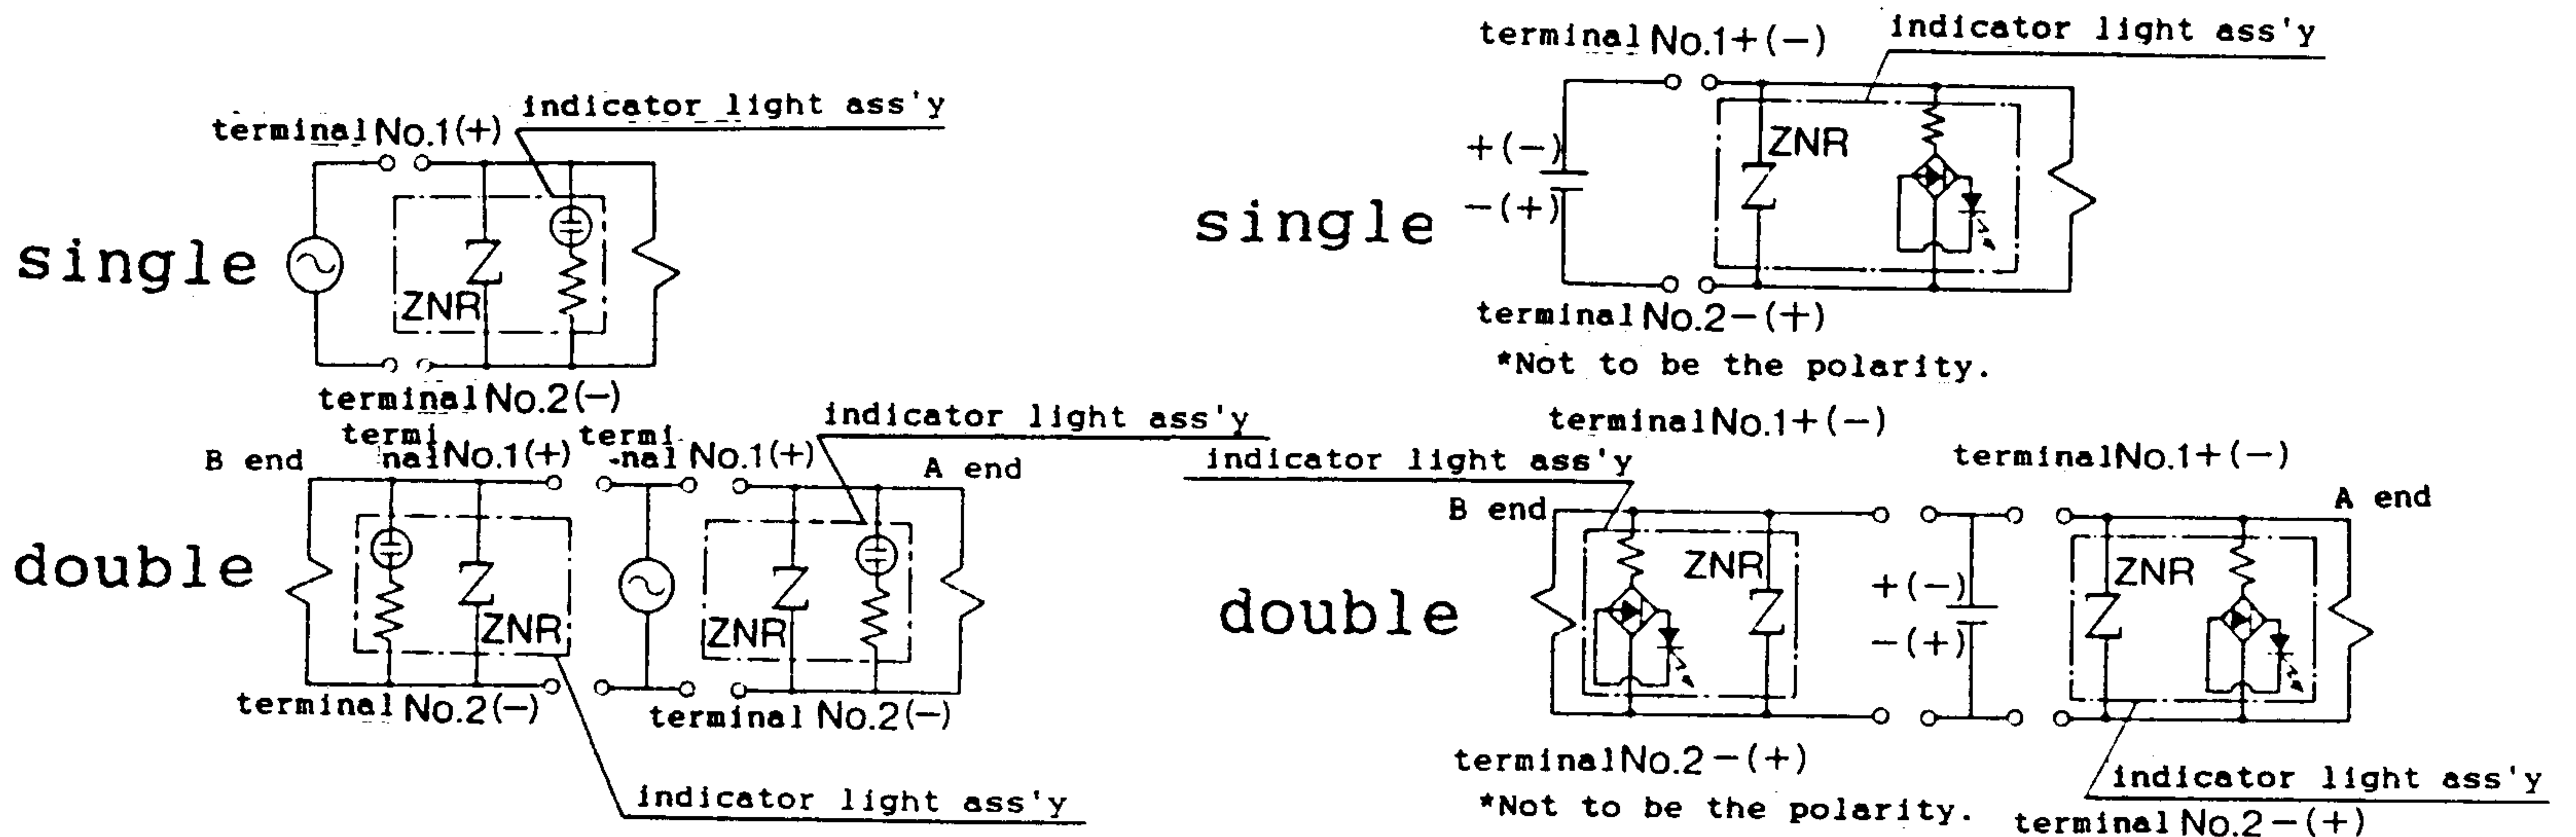 terminal No.1(+)
indicator light ass'y
single
ZNR
terminal No.2(-)
indicator light ass'y
B end
termi
nal No.1(+)
termi
-nal No.1(+)
A end
double
ZNR
ZNR
terminal No.2(-)
terminal No.2(-)
indicator light ass'y
terminal No.1+(-)
indicator light ass'y
ZNR
+(-)
-(+)
single
terminal No.2-(+)
*Not to be the polarity.
terminal No.1+(-)
indicator light ass'y
terminal No.1+(-)
B end
A end
ZNR
ZNR
+(-)
-(+)
double
terminal No.2-(+)
indicator light ass'y
*Not to be the polarity.
terminal No.2-(+)